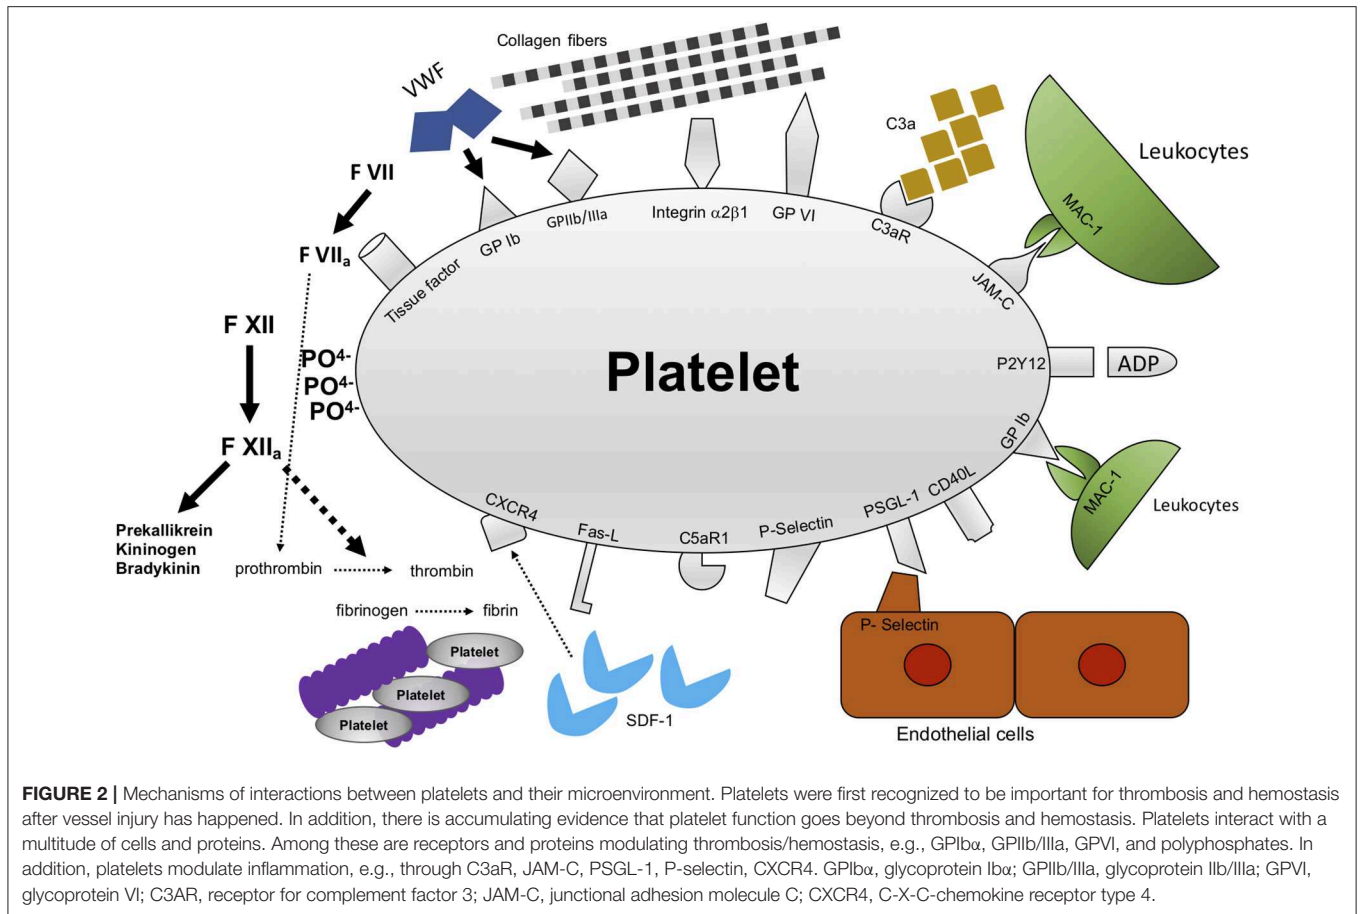 Collagen fibers
VWF
C3a
Leukocytes
MAC-1
F VII
F VIIa
Tissue factor
GP Ib
GPIIb/IIIa
Integrin α2β1
GP VI
C3aR
JAM-C
F XII
PO4-
PO4-
PO4-
Platelet
P2Y12
ADP
F XIIa
GP Ib
MAC-1
Leukocytes
CXCR4
Fas-L
C5aR1
P-Selectin
PSGL-1
CD40L
Prekallikrein
Kininogen
Bradykinin
prothrombin
thrombin
fibrinogen
fibrin
Platelet
Platelet
Platelet
SDF-1
P- Selectin
Endothelial cells
FIGURE 2 | Mechanisms of interactions between platelets and their microenvironment. Platelets were first recognized to be important for thrombosis and hemostasis
after vessel injury has happened. In addition, there is accumulating evidence that platelet function goes beyond thrombosis and hemostasis. Platelets interact with a
multitude of cells and proteins. Among these are receptors and proteins modulating thrombosis/hemostasis, e.g., GPIbα, GPIIb/IIIa, GPVI, and polyphosphates. In
addition, platelets modulate inflammation, e.g., through C3aR, JAM-C, PSGL-1, P-selectin, CXCR4. GPIbα, glycoprotein Ibα; GPIIb/IIIa, glycoprotein IIb/IIIa; GPVI,
glycoprotein VI; C3AR, receptor for complement factor 3; JAM-C, junctional adhesion molecule C; CXCR4, C-X-C-chemokine receptor type 4.